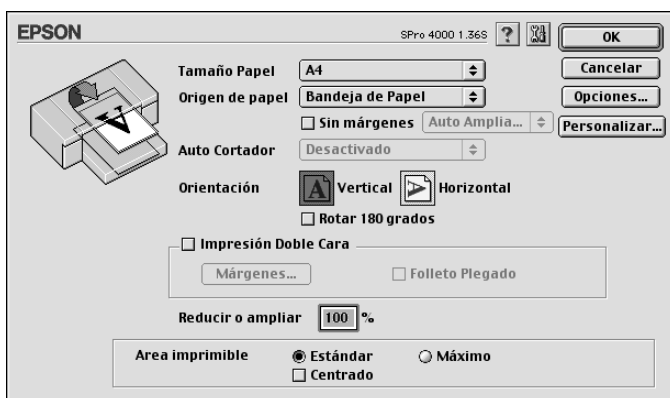 EPSON SPro 4000 1.36S ? OK
Tamaño Papel A4 Cancelar
Origen de papel Bandeja de Papel Opciones...
Sin márgenes Auto Amplia... Personalizar...
Auto Cortador Desactivado
Orientación A Vertical A Horizontal
Rotar 180 grados
Impresión Doble Cara
Márgenes... Folleto Plegado
Reducir o ampliar 100 %
Area imprimible Estándar Máximo
Centrado